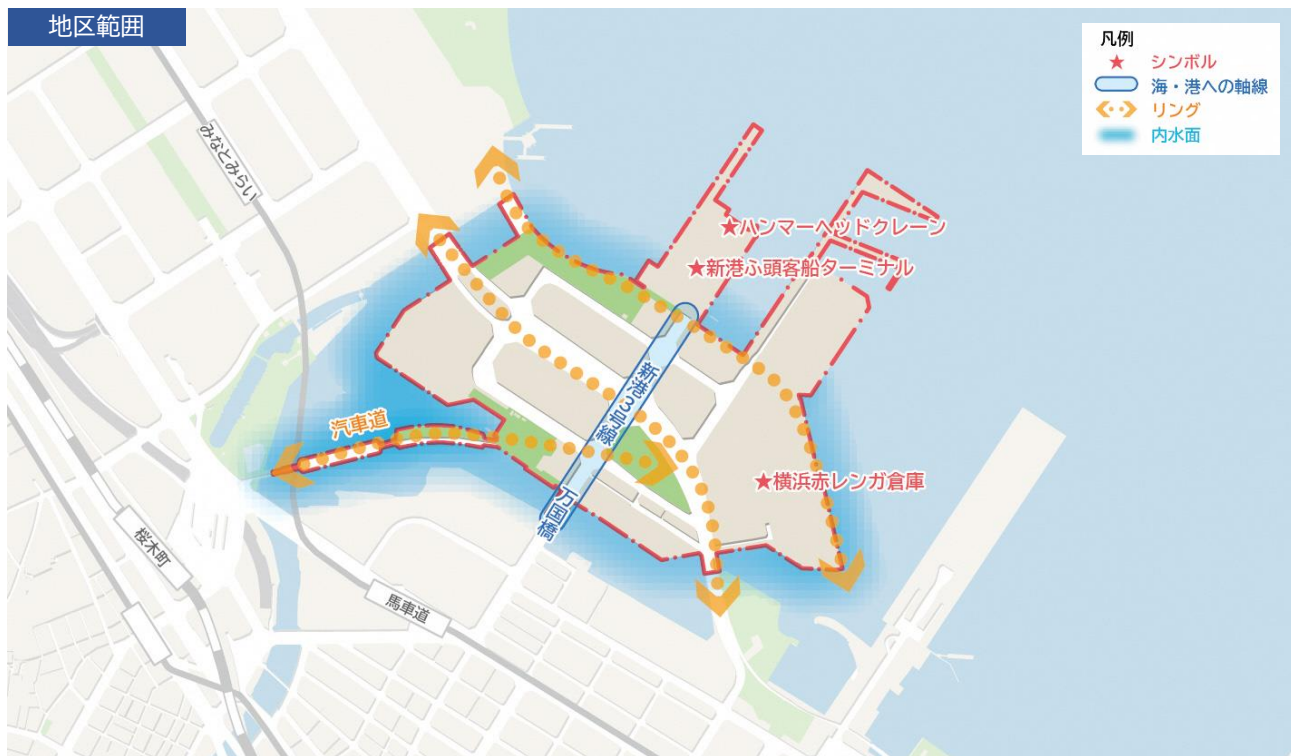 地区範囲
凡例
★ シンボル
海・港への軸線
リング
内水面
みなとみらい
★ハンマーヘッドクレーン
★新港ふ頭客船ターミナル
新港3号線
汽車道
★横浜赤レンガ倉庫
万国橋
桜木町
馬車道